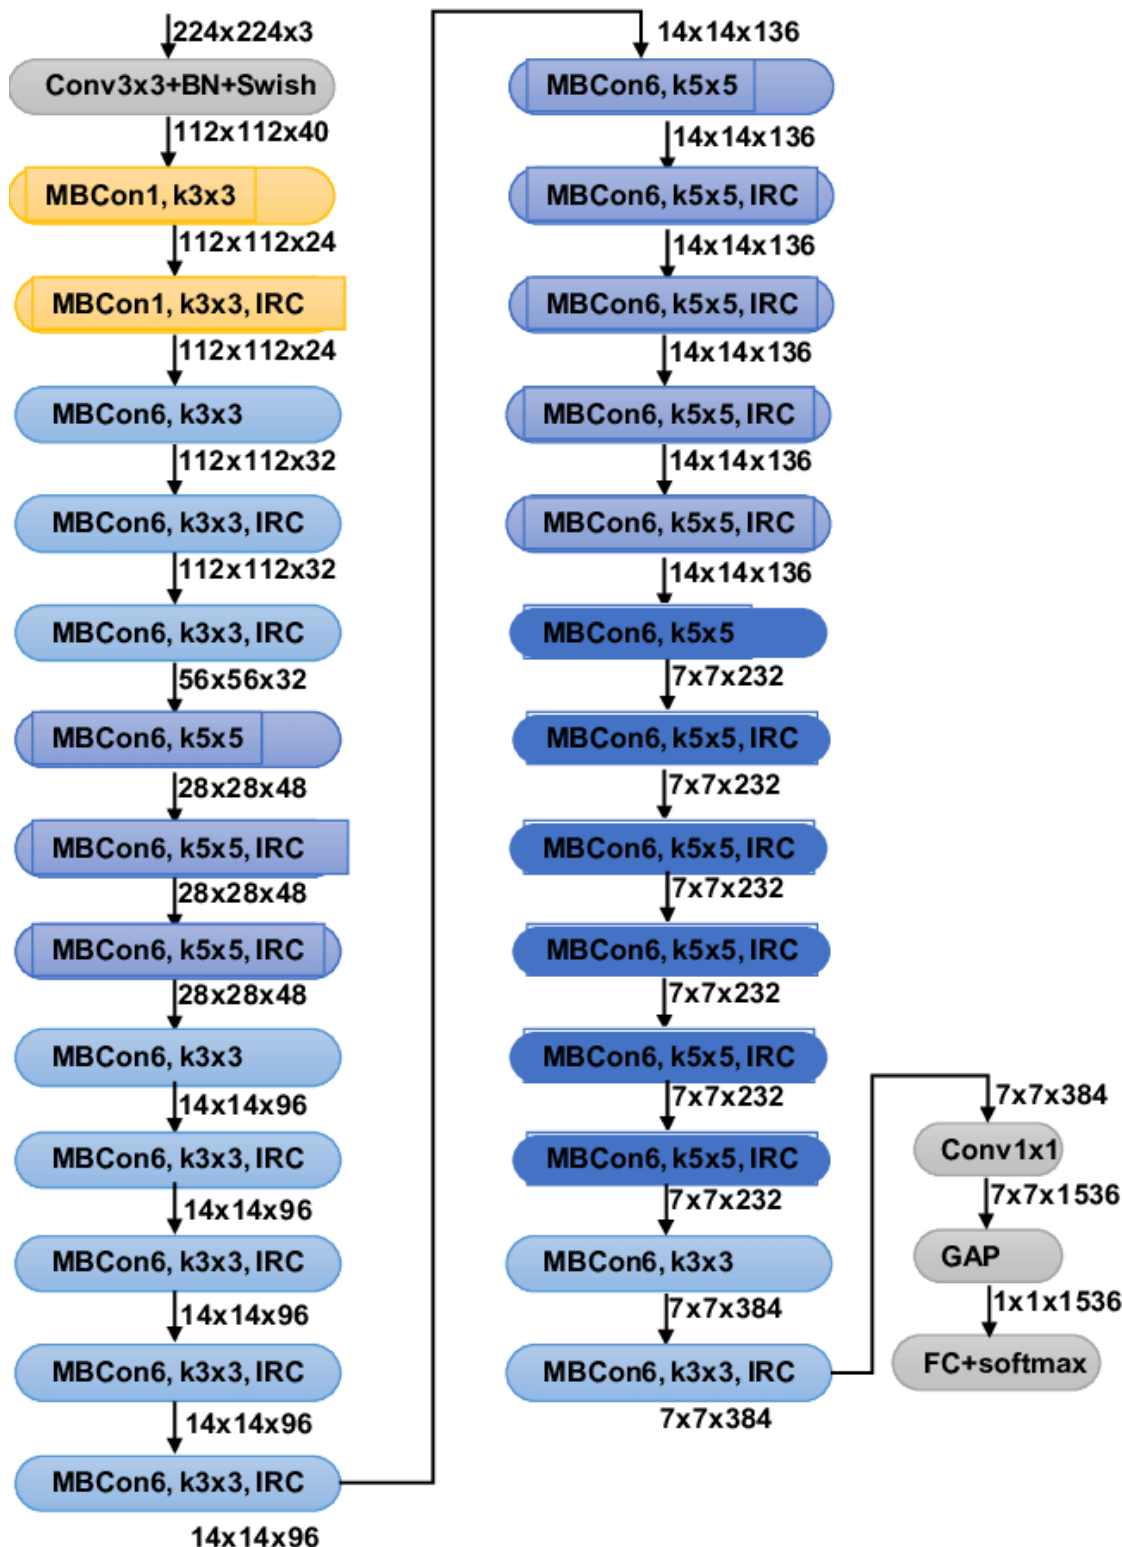 224x224x3
Conv3x3+BN+Swish
112x112x40
MBCon1, k3x3
112x112x24
MBCon1, k3x3, IRC
112x112x24
MBCon6, k3x3
112x112x32
MBCon6, k3x3, IRC
112x112x32
MBCon6, k3x3, IRC
56x56x32
MBCon6, k5x5
28x28x48
MBCon6, k5x5, IRC
28x28x48
MBCon6, k5x5, IRC
28x28x48
MBCon6, k3x3
14x14x96
MBCon6, k3x3, IRC
14x14x96
MBCon6, k3x3, IRC
14x14x96
MBCon6, k3x3, IRC
14x14x96
MBCon6, k3x3, IRC
14x14x96
14x14x136
MBCon6, k5x5
14x14x136
MBCon6, k5x5, IRC
14x14x136
MBCon6, k5x5, IRC
14x14x136
MBCon6, k5x5, IRC
14x14x136
MBCon6, k5x5, IRC
14x14x136
MBCon6, k5x5
7x7x232
MBCon6, k5x5, IRC
7x7x232
MBCon6, k5x5, IRC
7x7x232
MBCon6, k5x5, IRC
7x7x232
MBCon6, k5x5, IRC
7x7x232
MBCon6, k5x5, IRC
7x7x232
MBCon6, k3x3
7x7x384
MBCon6, k3x3, IRC
7x7x384
7x7x384
Conv1x1
7x7x1536
GAP
1x1x1536
FC+softmax